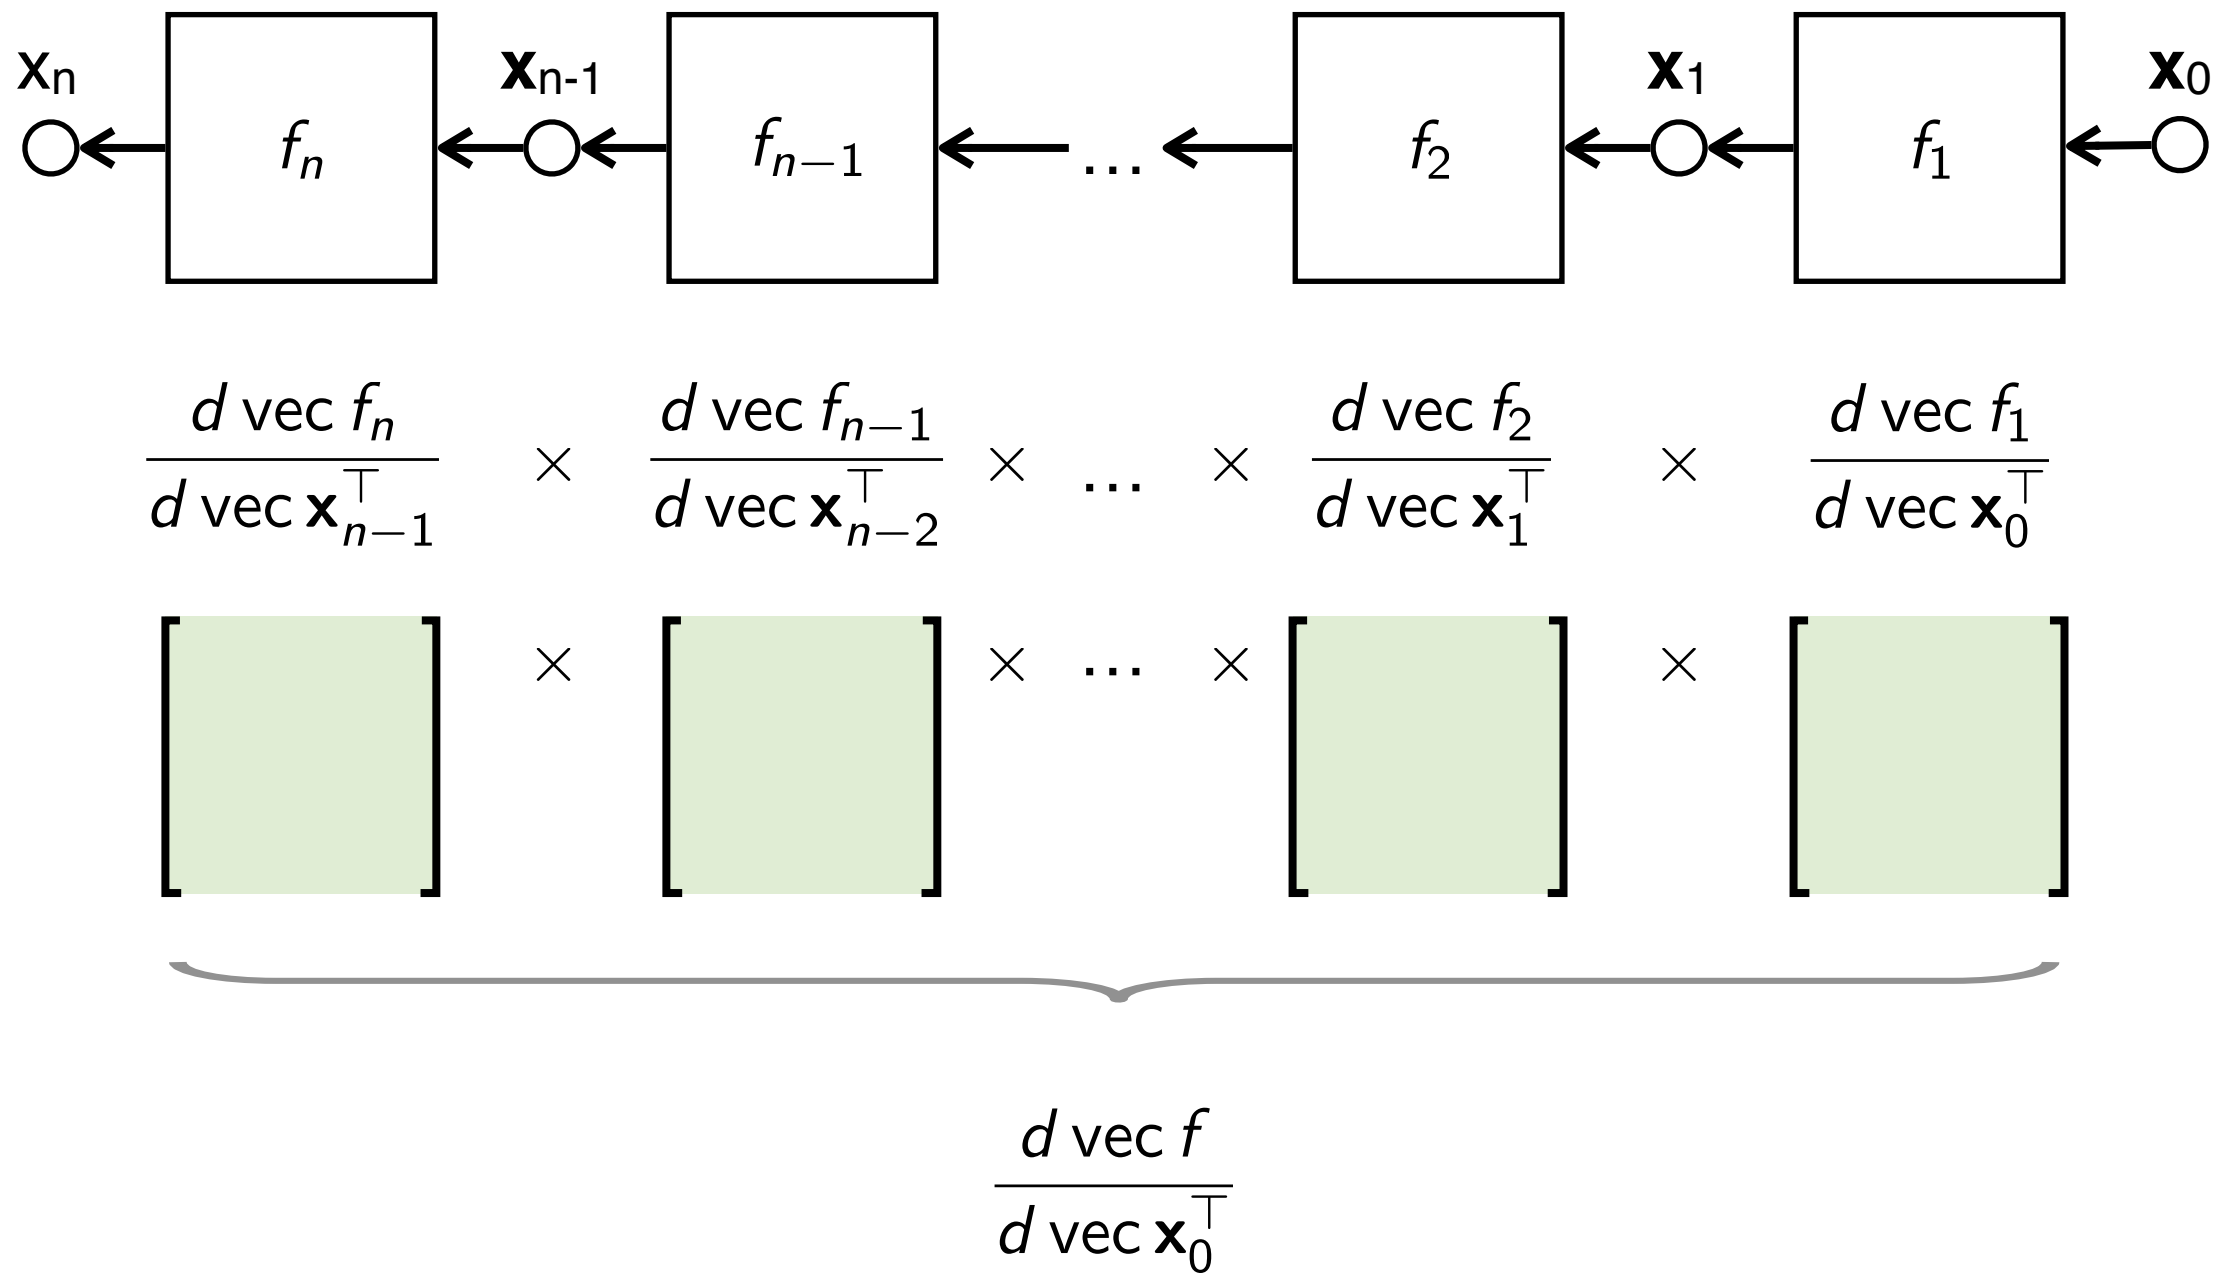 xn xn-1 x1 x0
fn fn−1 ... f2 f1
d vec fn × d vec fn−1 × ... × d vec f2 × d vec f1
d vec x⊤n−1 d vec x⊤n−2 d vec x⊤1 d vec x⊤0
× × ... × ×
d vec f
d vec x⊤0